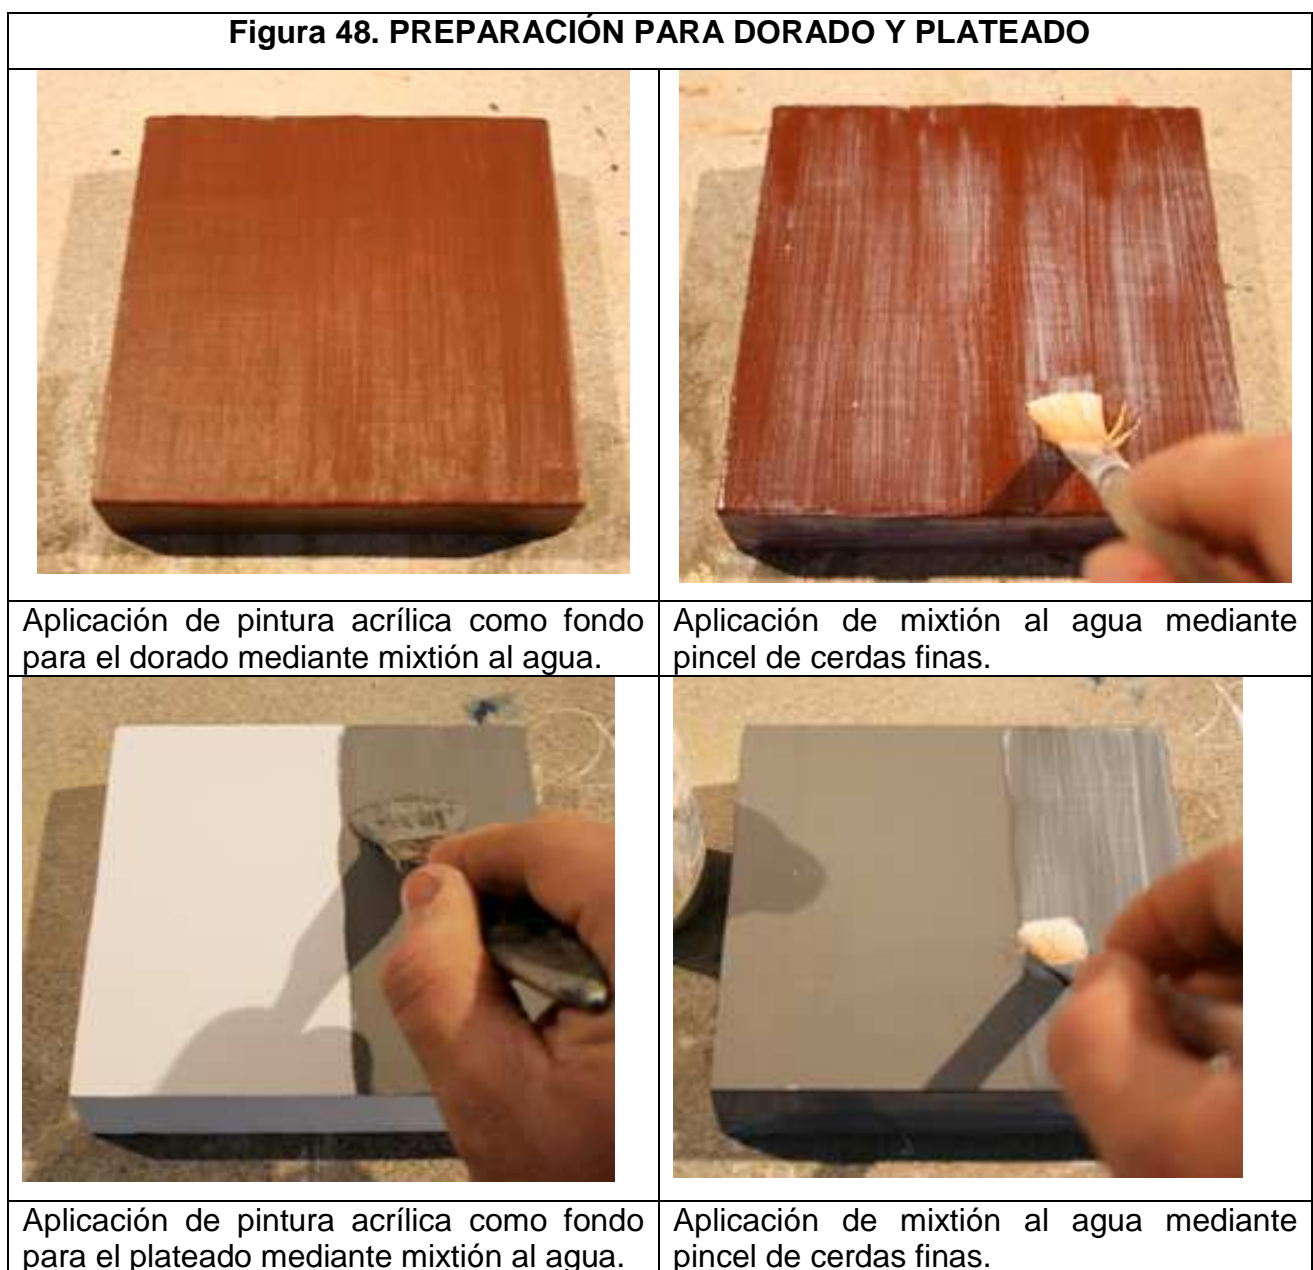 Figura 48. PREPARACIÓN PARA DORADO Y PLATEADO
Aplicación de pintura acrílica como fondo
para el dorado mediante mixtión al agua.
Aplicación de mixtión al agua mediante
pincel de cerdas finas.
Aplicación de pintura acrílica como fondo
para el plateado mediante mixtión al agua.
Aplicación de mixtión al agua mediante
pincel de cerdas finas.